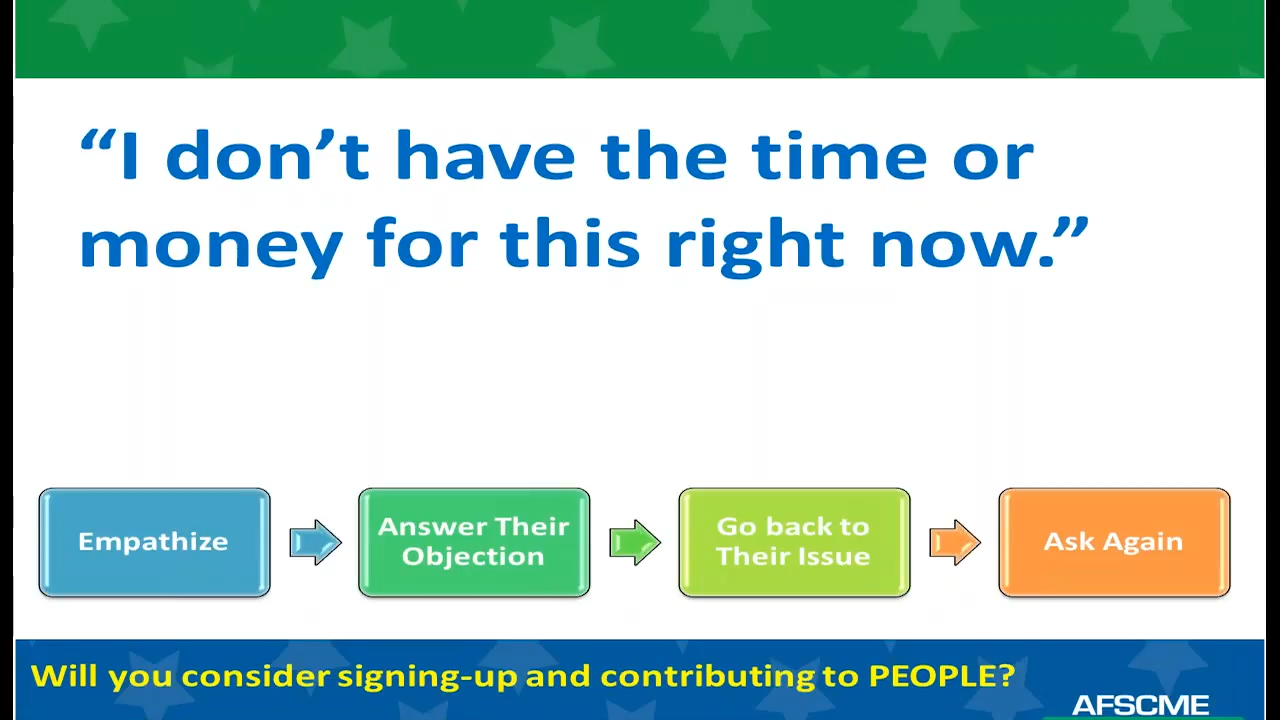 “I don’t have the time or
money for this right now.”
Empathize
Answer Their
Objection
Go back to
Their Issue
Ask Again
Will you consider signing-up and contributing to PEOPLE?
AFSCME